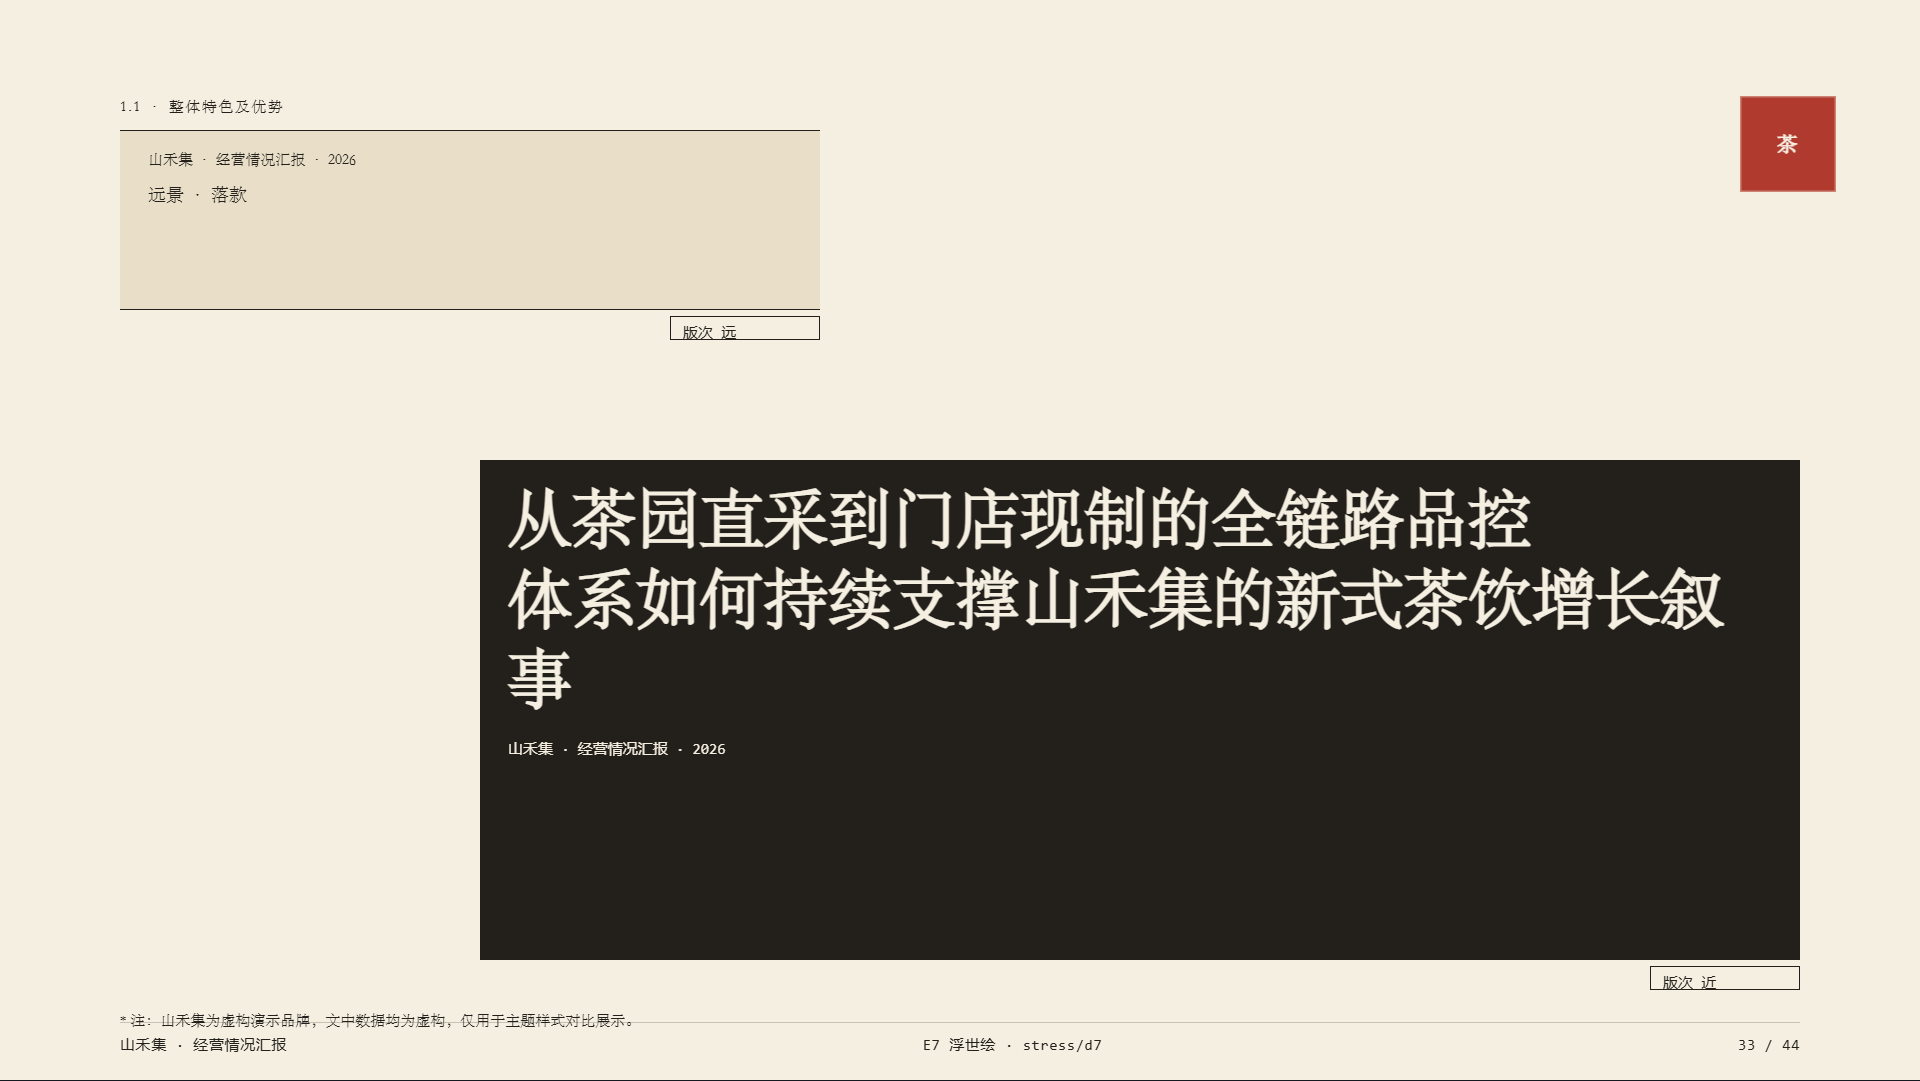 1.1 · 整体特色及优势
茶
山禾集 · 经营情况汇报 · 2026
远景 · 落款
版次 远
从茶园直采到门店现制的全链路品控
体系如何持续支撑山禾集的新式茶饮增长叙
事
山禾集 · 经营情况汇报 · 2026
版次 近
* 注：山禾集为虚构演示品牌，文中数据均为虚构，仅用于主题样式对比展示。
山禾集 · 经营情况汇报
E7 浮世绘 · stress/d7
33 / 44